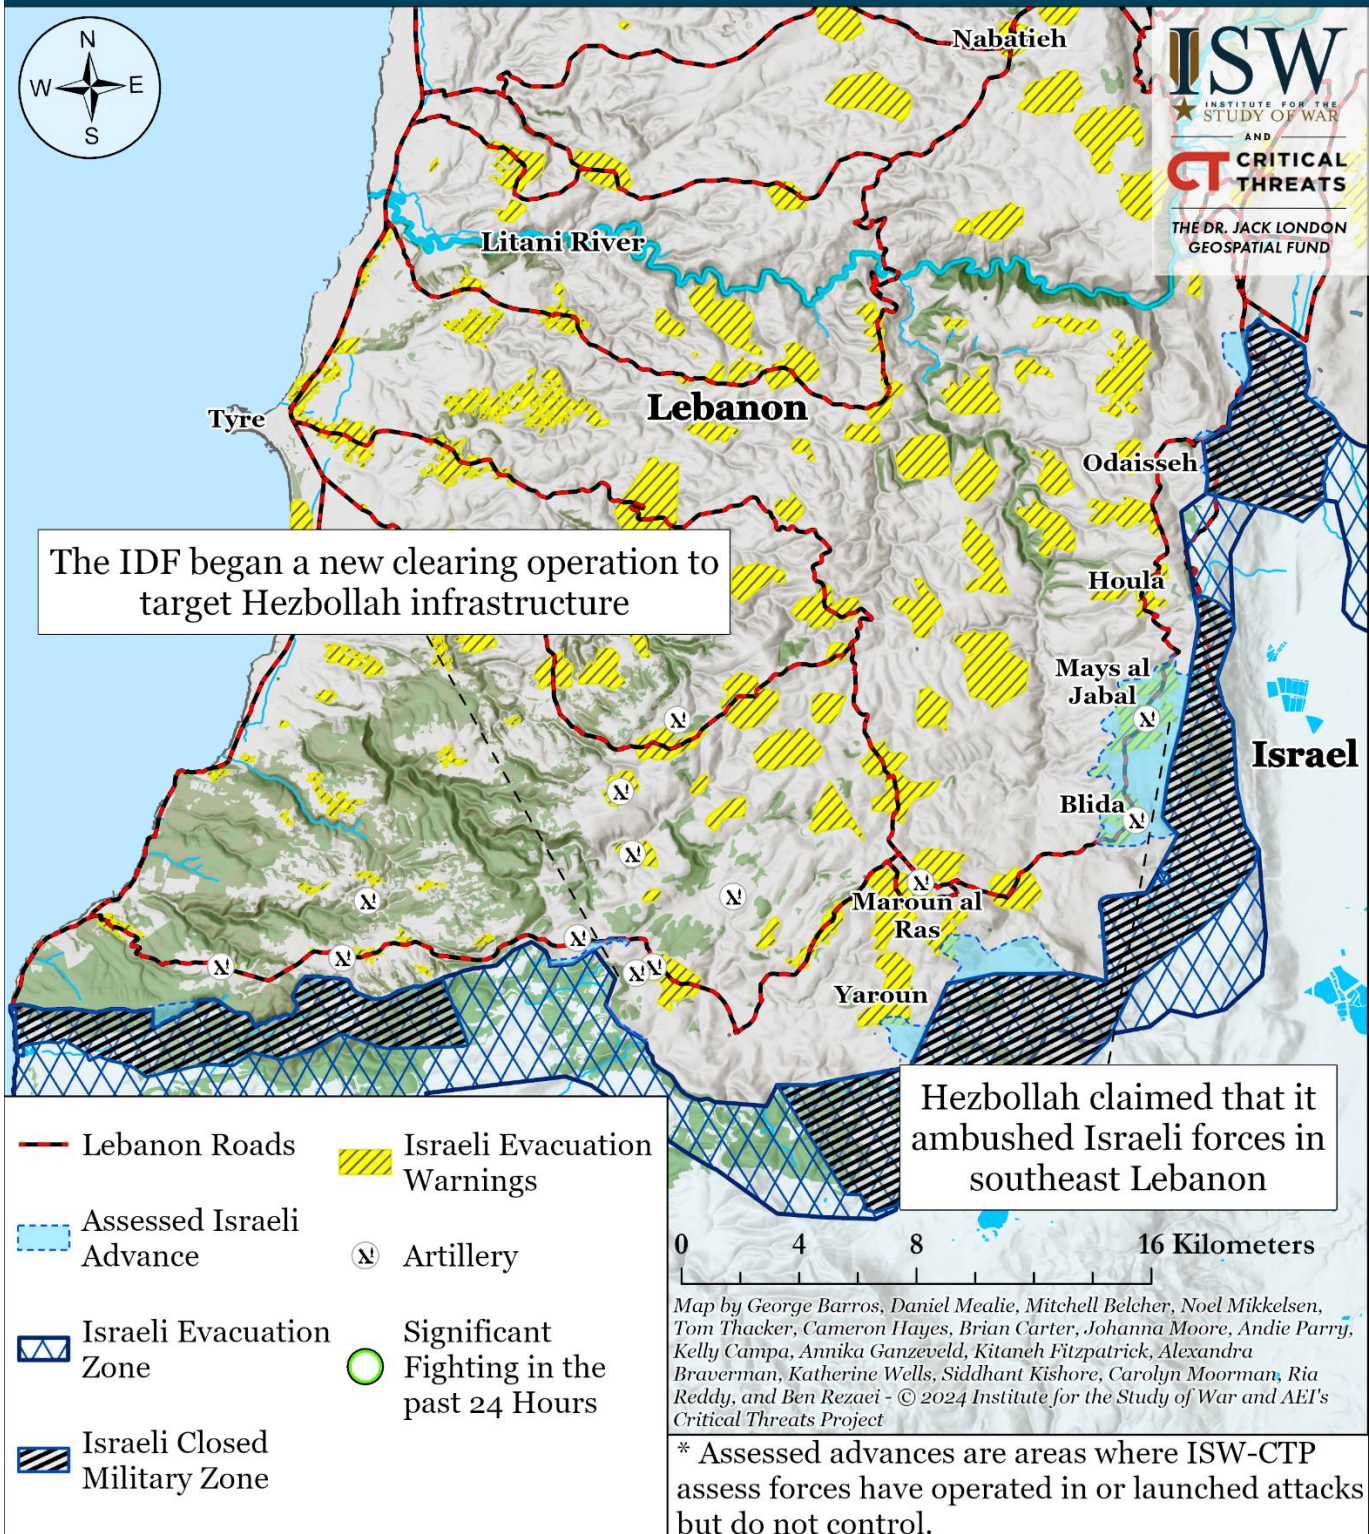 N
W
E
S
Nabatieh
ISW
INSTITUTE FOR THE
STUDY OF WAR
AND
CT CRITICAL
THREATS
THE DR. JACK LONDON
GEOSPATIAL FUND
Litani River
Tyre
Lebanon
Odaisseh
The IDF began a new clearing operation to
target Hezbollah infrastructure
Houla
Mays al
Jabal
Israel
Blida
Maroun al
Ras
Yaroun
Hezbollah claimed that it
ambushed Israeli forces in
southeast Lebanon
Lebanon Roads
Assessed Israeli
Advance
Israeli Evacuation
Zone
Israeli Closed
Military Zone
Israeli Evacuation
Warnings
Artillery
Significant
Fighting in the
past 24 Hours
0 4 8 16 Kilometers
Map by George Barros, Daniel Mealie, Mitchell Belcher, Noel Mikkelsen,
Tom Thacker, Cameron Hayes, Brian Carter, Johanna Moore, Andie Parry,
Kelly Campa, Annika Ganzeveld, Kitaneh Fitzpatrick, Alexandra
Braverman, Katherine Wells, Siddhant Kishore, Carolyn Moorman, Ria
Reddy, and Ben Rezaei - © 2024 Institute for the Study of War and AEI's
Critical Threats Project
* Assessed advances are areas where ISW-CTP
assess forces have operated in or launched attacks
but do not control.